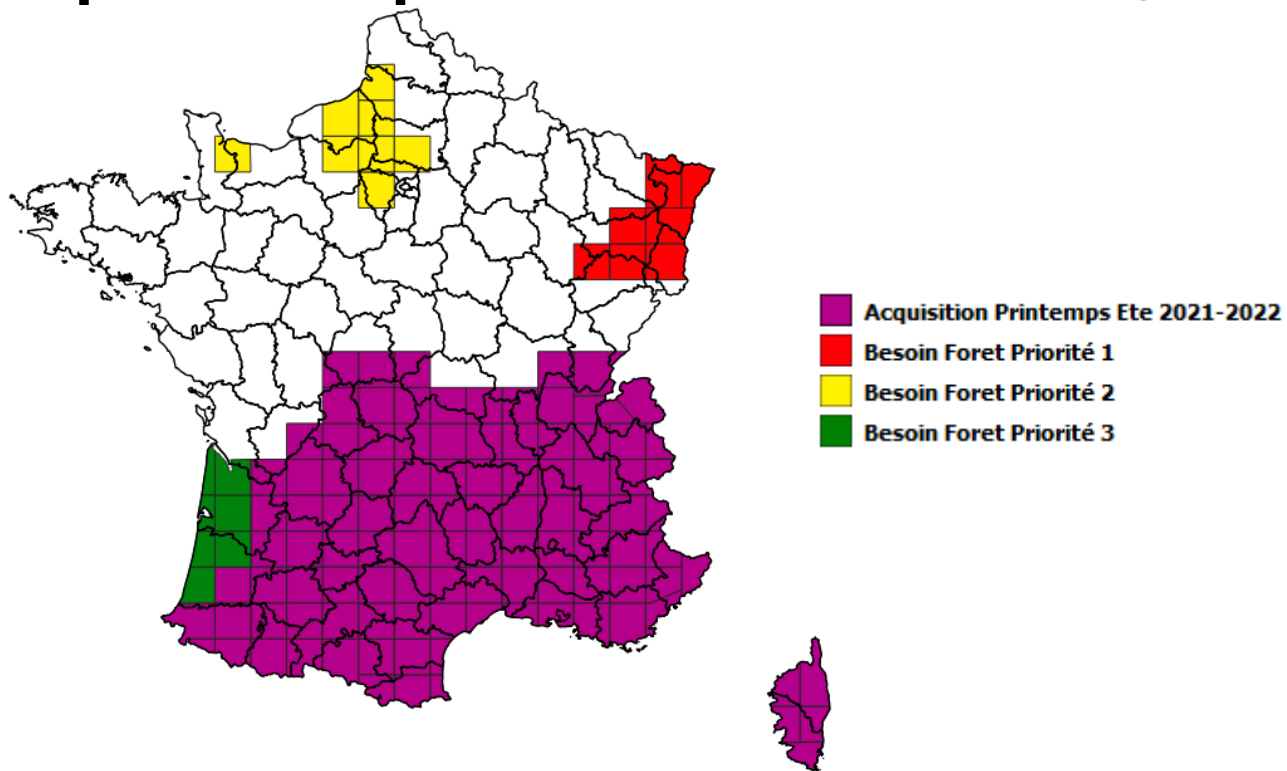 Acquisition Printemps Ete 2021-2022
Besoin Foret Priorité 1
Besoin Foret Priorité 2
Besoin Foret Priorité 3